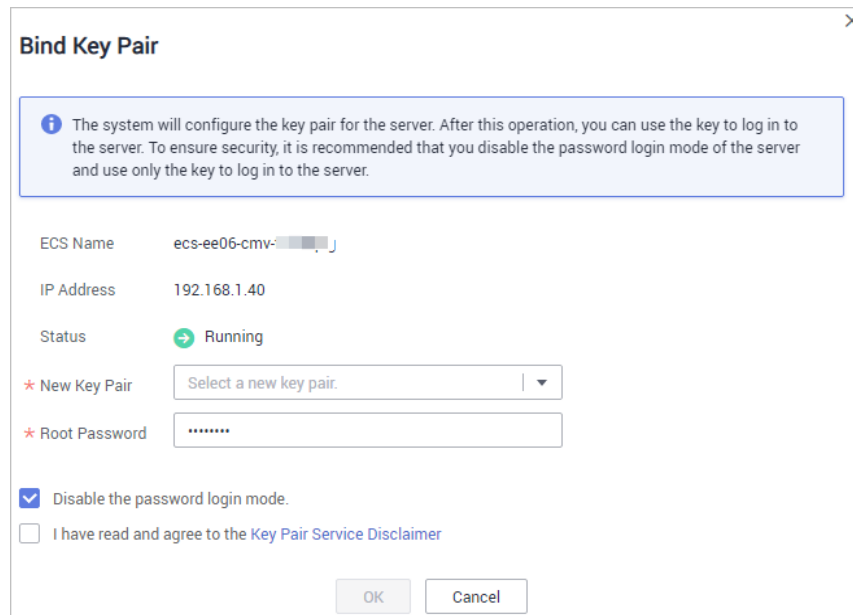 Bind Key Pair
The system will configure the key pair for the server. After this operation, you can use the key to log in to
the server. To ensure security, it is recommended that you disable the password login mode of the server
and use only the key to log in to the server.
ECS Name ecs-ee06-cmv-
IP Address 192.168.1.40
Status Running
* New Key Pair Select a new key pair.
* Root Password ••••••••
Disable the password login mode.
I have read and agree to the Key Pair Service Disclaimer
OK Cancel